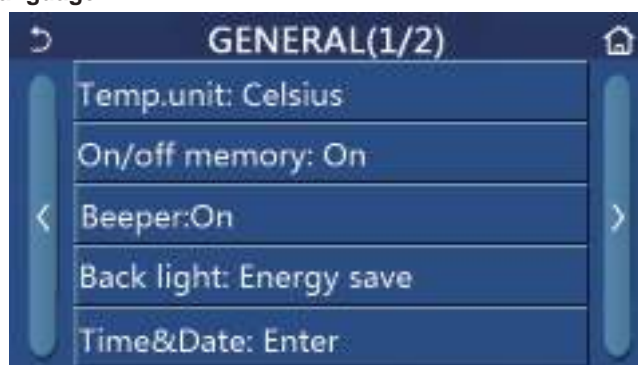 GENERAL(1/2)
Temp.unit: Celsius
On/off memory: On
Beeper:On
Back light: Energy save
Time&Date: Enter